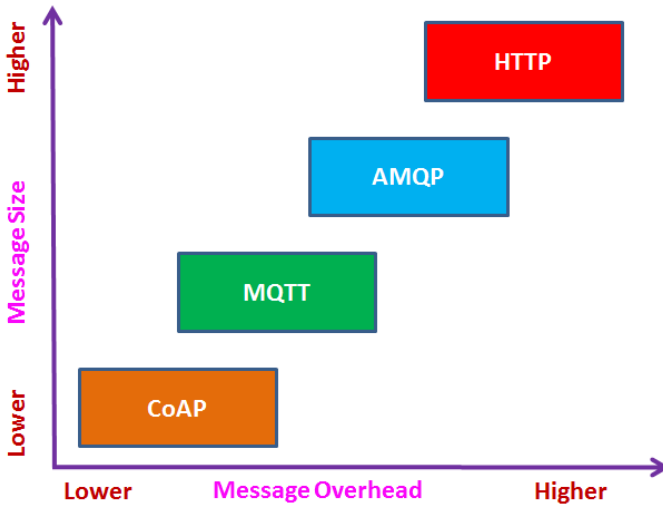 Higher
HTTP
AMQP
Message Size
MQTT
CoAP
Lower
Lower
Message Overhead
Higher